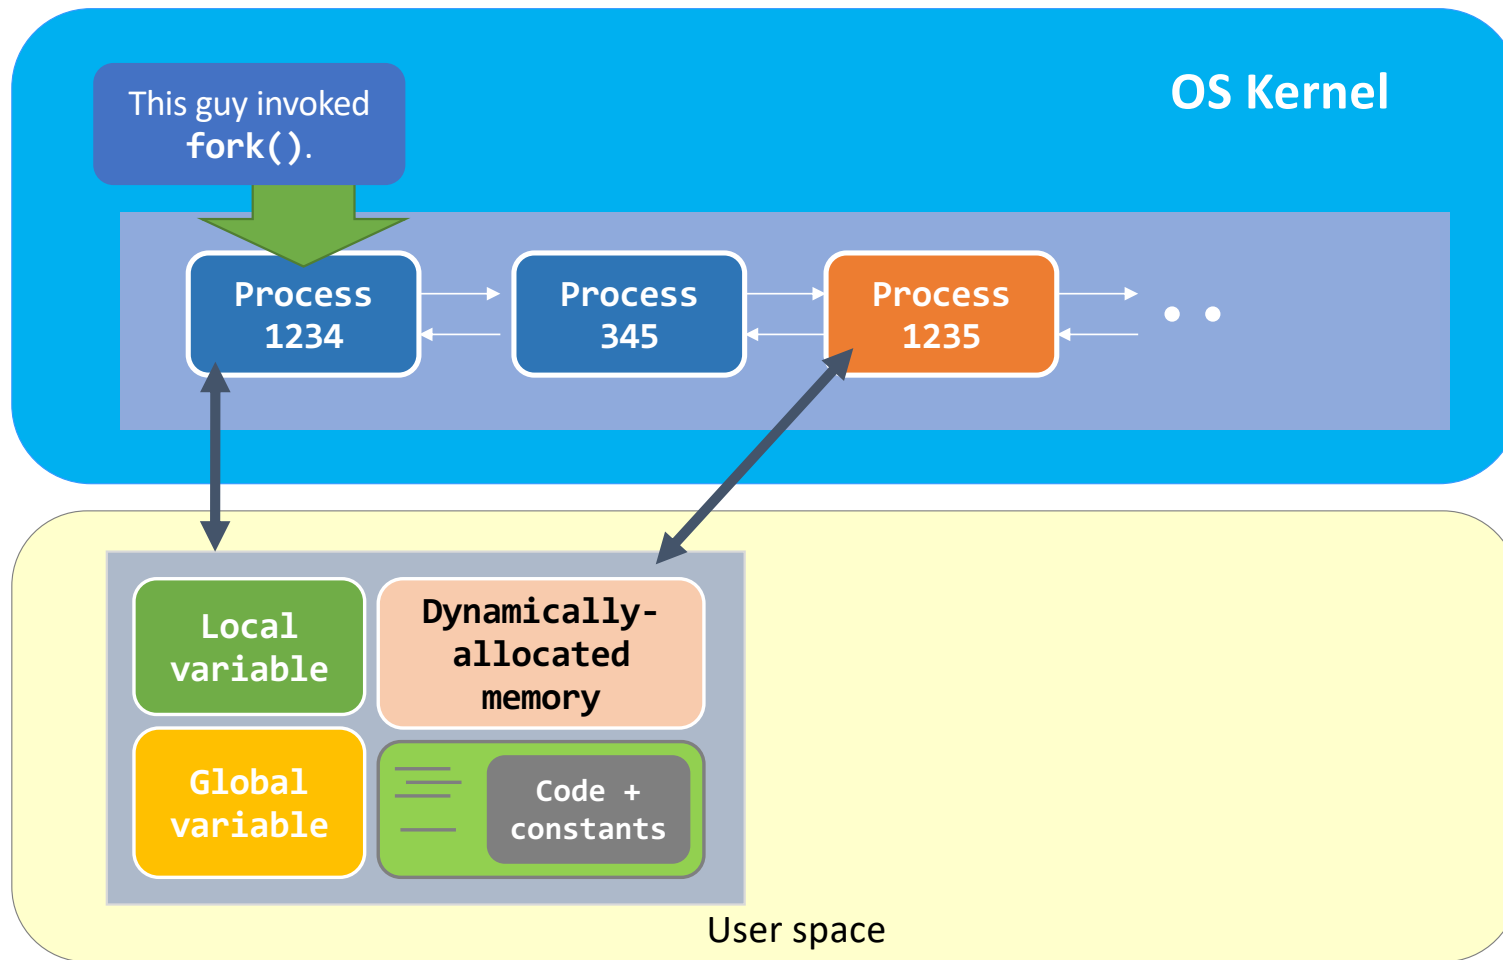 OS Kernel
This guy invoked
fork().
Process
1234
Process
345
Process
1235
Local
variable
Dynamically-
allocated
memory
Global
variable
Code +
constants
User space